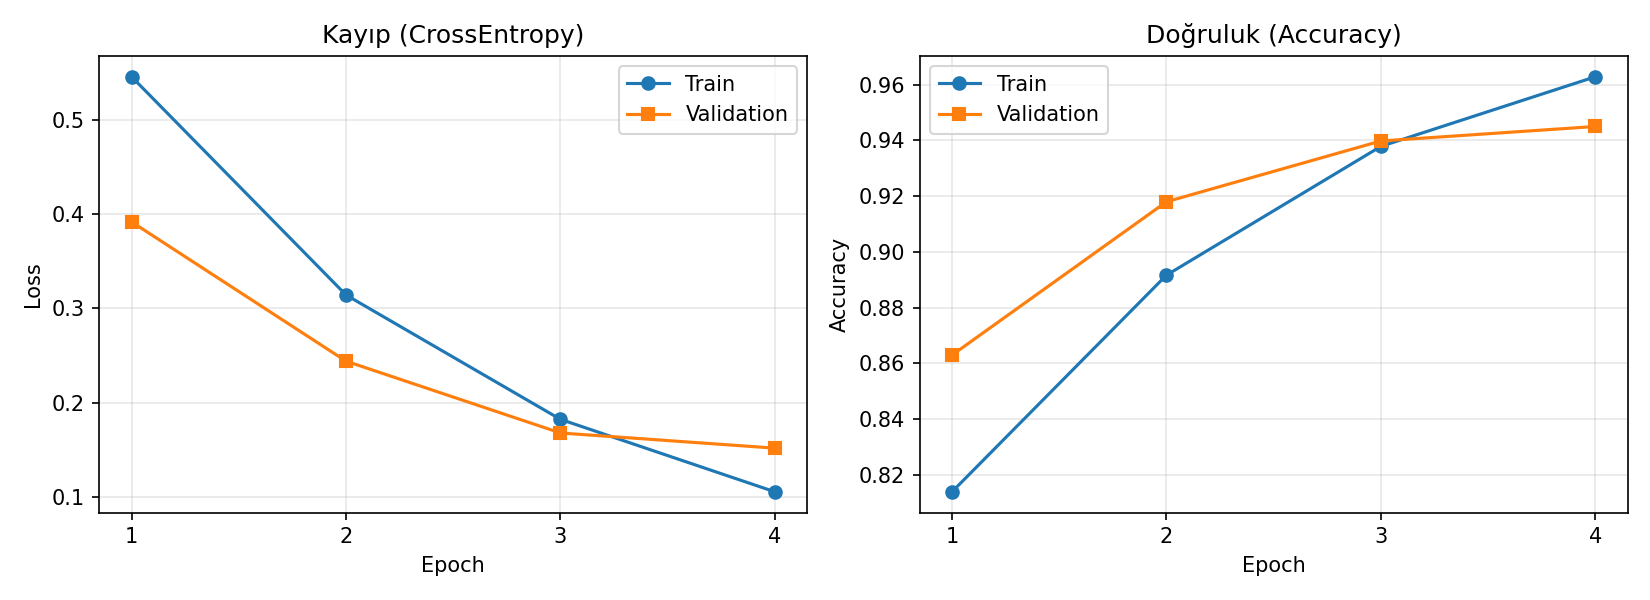 Kayıp (CrossEntropy)
Train
Validation
Loss
0.5
0.4
0.3
0.2
0.1
1 2 3 4
Epoch
Doğruluk (Accuracy)
Train
Validation
Accuracy
0.96
0.94
0.92
0.90
0.88
0.86
0.84
0.82
1 2 3 4
Epoch